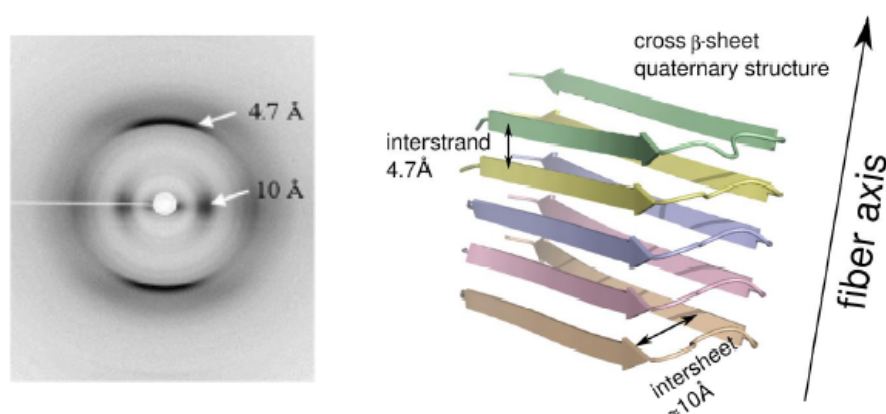 4.7 Å
10 Å
cross β-sheet
quaternary structure
interstrand
4.7Å
fiber axis
intersheet
≈10Å